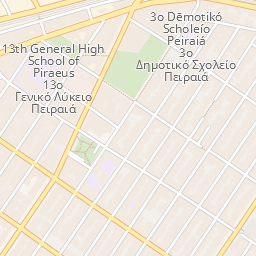 3o Dēmotikó
Scholeío
Peiraiá
3ο
Δημοτικό Σχολείο
Πειραιά
13th General High
School of
Piraeus
13ο
Γενικό Λύκειο
Πειραιά